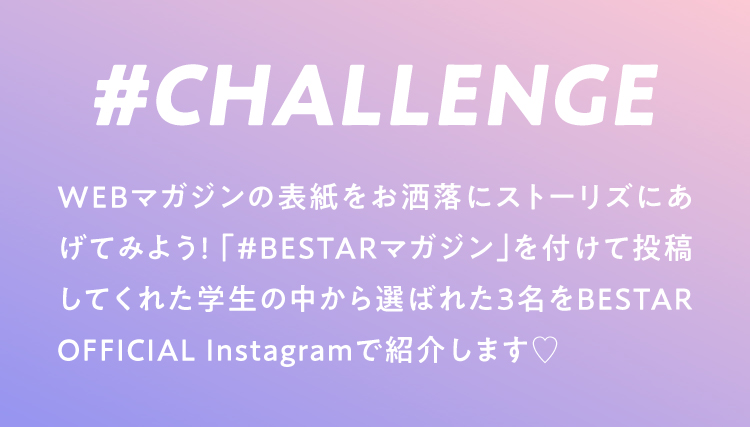 #CHALLENGE
WEBマガジンの表紙をお洒落にストーリズにあ
げてみよう!「#BESTARマガジン」を付けて投稿
してくれた学生の中から選ばれた3名をBESTAR
OFFICIAL Instagramで紹介します♡